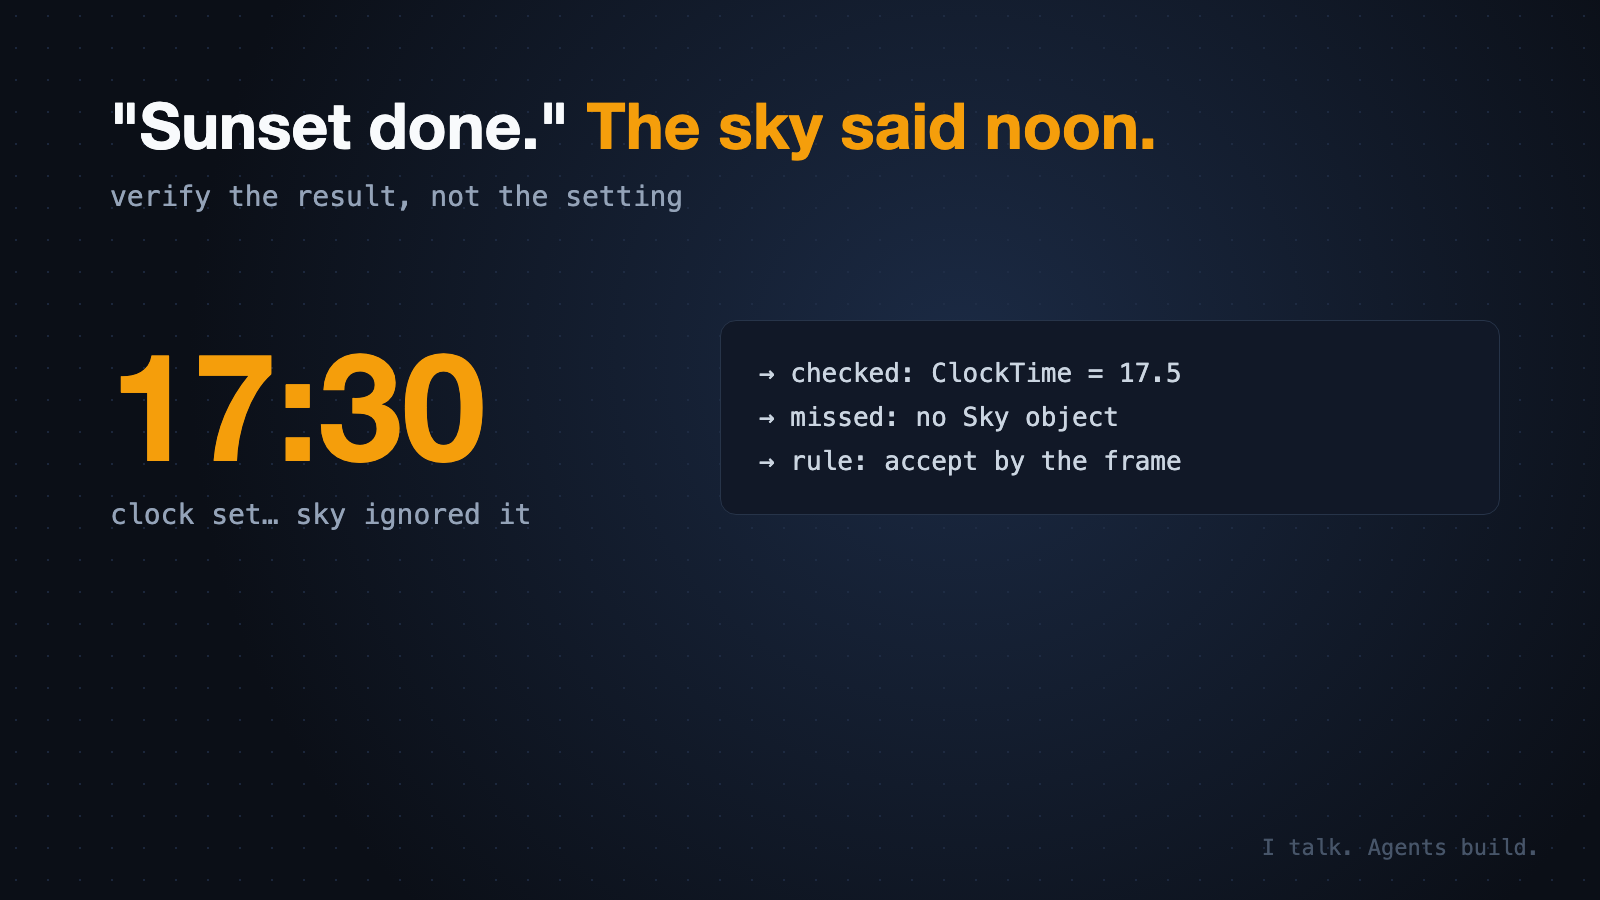 "Sunset done." The sky said noon.
verify the result, not the setting
17:30
clock set… sky ignored it
→ checked: ClockTime = 17.5
→ missed: no Sky object
→ rule: accept by the frame
I talk. Agents build.